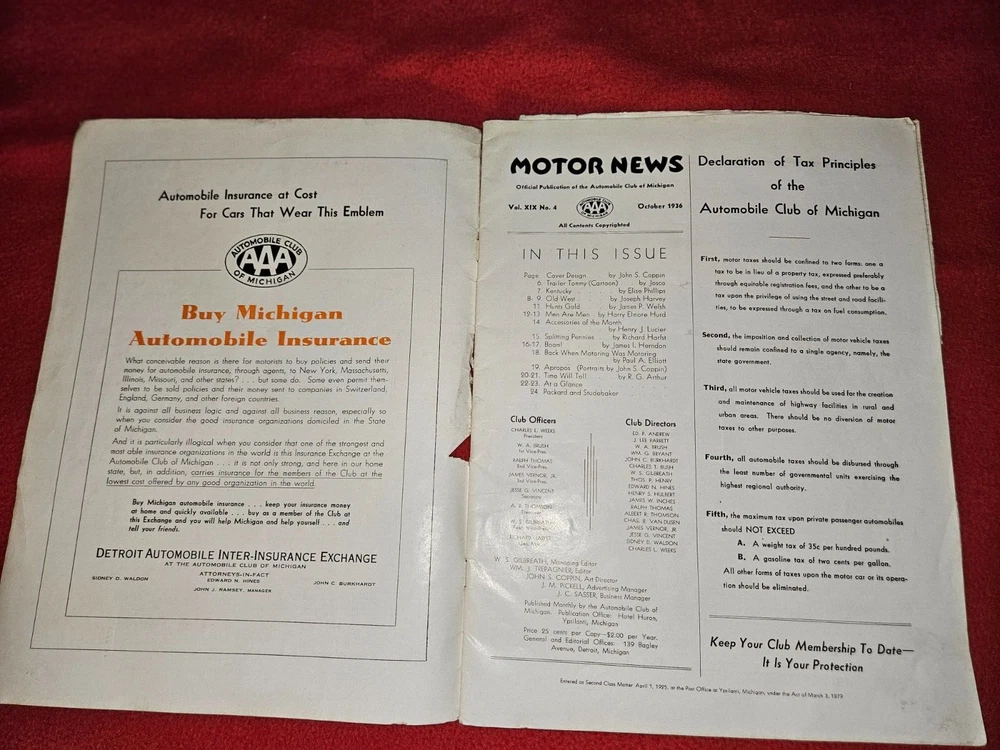 Automobile Insurance at Cost
For Cars That Wear This Emblem
AUTOMOBILE CLUB
AAA
OF MICHIGAN
Buy Michigan
Automobile Insurance
What conceivable reason is there for motorists to buy policies and send their
money for automobile insurance, through agents, to New York, Massachusetts,
Illinois, Missouri, and other states? . . . but some do. Some even permit them-
selves to be sold policies and their money sent to companies in Switzerland,
England, Germany, and other foreign countries.
It is against all business logic and against all business reason, especially so
when you consider the good insurance organizations domiciled in the State
of Michigan.
And it is particularly illogical when you consider that one of the strongest and
most able insurance organizations in the world is this Insurance Exchange at the
Automobile Club of Michigan . . . it is not only strong, and here in our home
state, but, in addition, carries insurance for the members of the Club at the
lowest cost offered by any good organization in the world.
Buy Michigan automobile insurance . . . keep your insurance money
at home and quickly available . . . buy as a member of the Club at
this Exchange and you will help Michigan and help yourself . . . and
tell your friends.
DETROIT AUTOMOBILE INTER-INSURANCE EXCHANGE
AT THE AUTOMOBILE CLUB OF MICHIGAN
ATTORNEYS-IN-FACT
SIDNEY D. WALDON
EDWARD N. HINES
JOHN C. BURKHARDT
JOHN J. RAMSEY, MANAGER
MOTOR NEWS
Official Publication of the Automobile Club of Michigan
Vol. XIX No. 4
AAA
October 1936
All Contents Copyrighted
IN THIS ISSUE
Page Cover Design by John S. Coppin
6. Trailer Tommy (Cartoon) by Josco
7. Kentucky by Elise Phillips
8- 9. Old West by Joseph Harvey
11. Hunts Gold by James P. Welsh
12-13. Men Are Men by Harry Elmore Hurd
14. Accessories of the Month
by Henry J. Lucier
15. Splitting Pennies by Richard Harfst
16-17. Boom! by James I. Herndon
18. Back When Motoring Was Motoring
by Paul A. Elliott
19. Apropos (Portraits by John S. Coppin)
20-21. Time Will Tell by R. G. Arthur
22-23. At a Glance
24. Packard and Studebaker
Club Officers
CHARLES L. WEEKS
President
W. A. BRUSH
1st Vice-Pres.
RALPH THOMAS
2nd Vice-Pres.
JAMES VERNOR, JR.
3rd Vice-Pres.
JESSE G. VINCENT
Secretary
THOMSON
W. S. GILBREATH
RICHARD HARFST
Club Directors
ED. F. ANDREW
J. LEE BARRETT
W. A. BRUSH
WM. G. BRYANT
JOHN C. BURKHARDT
CHARLES T. BUSH
W. S. GILBREATH
THOS. P. HENRY
EDWARD N. HINES
HENRY S. HULBERT
JAMES W. INCHES
RALPH THOMAS
ALBERT R. THOMSON
CHAS. B. VAN DUSEN
JAMES VERNOR, JR.
JESSE G. VINCENT
SIDNEY D. WALDON
CHARLES L. WEEKS
W. S. GILBREATH, Managing Editor
WM. J. TREPAGNIER, Editor
JOHN S. COPPIN, Art Director
J. M. PICKELL, Advertising Manager
J. C. SASSER, Business Manager
Published Monthly by the Automobile Club of
Michigan. Publication Office: Hotel Huron,
Ypsilanti, Michigan
Price 25 cents per Copy—$2.00 per Year.
General and Editorial Offices: 139 Bagley
Avenue, Detroit, Michigan
Declaration of Tax Principles
of the
Automobile Club of Michigan
First, motor taxes should be confined to two forms: one a
tax to be in lieu of a property tax, expressed preferably
through equitable registration fees, and the other to be a
tax upon the privilege of using the street and road facili-
ties, to be expressed through a tax on fuel consumption.
Second, the imposition and collection of motor vehicle taxes
should remain confined to a single agency, namely, the
state government.
Third, all motor vehicle taxes should be used for the creation
and maintenance of highway facilities in rural and
urban areas. There should be no diversion of motor
taxes to other purposes.
Fourth, all automobile taxes should be disbursed through
the least number of governmental units exercising the
highest regional authority.
Fifth, the maximum tax upon private passenger automobiles
should NOT EXCEED
A. A weight tax of 35c per hundred pounds.
B. A gasoline tax of two cents per gallon.
All other forms of taxes upon the motor car or its opera-
tion should be eliminated.
Keep Your Club Membership To Date—
It Is Your Protection
Entered as Second Class Matter April 1, 1925, at the Post Office at Ypsilanti, Michigan, under the Act of March 3, 1879